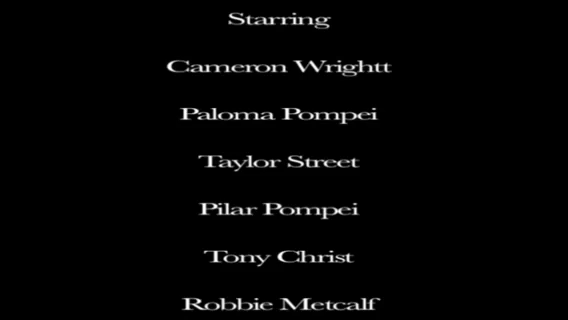 Starring
Cameron Wrightt
Paloma Pompei
Taylor Street
Pilar Pompei
Tony Christ
Robbie Metcalf